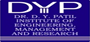 DYP
DR. D. Y. PATIL
INSTITUTE OF
ENGINEERING,
MANAGEMENT
AND RESEARCH